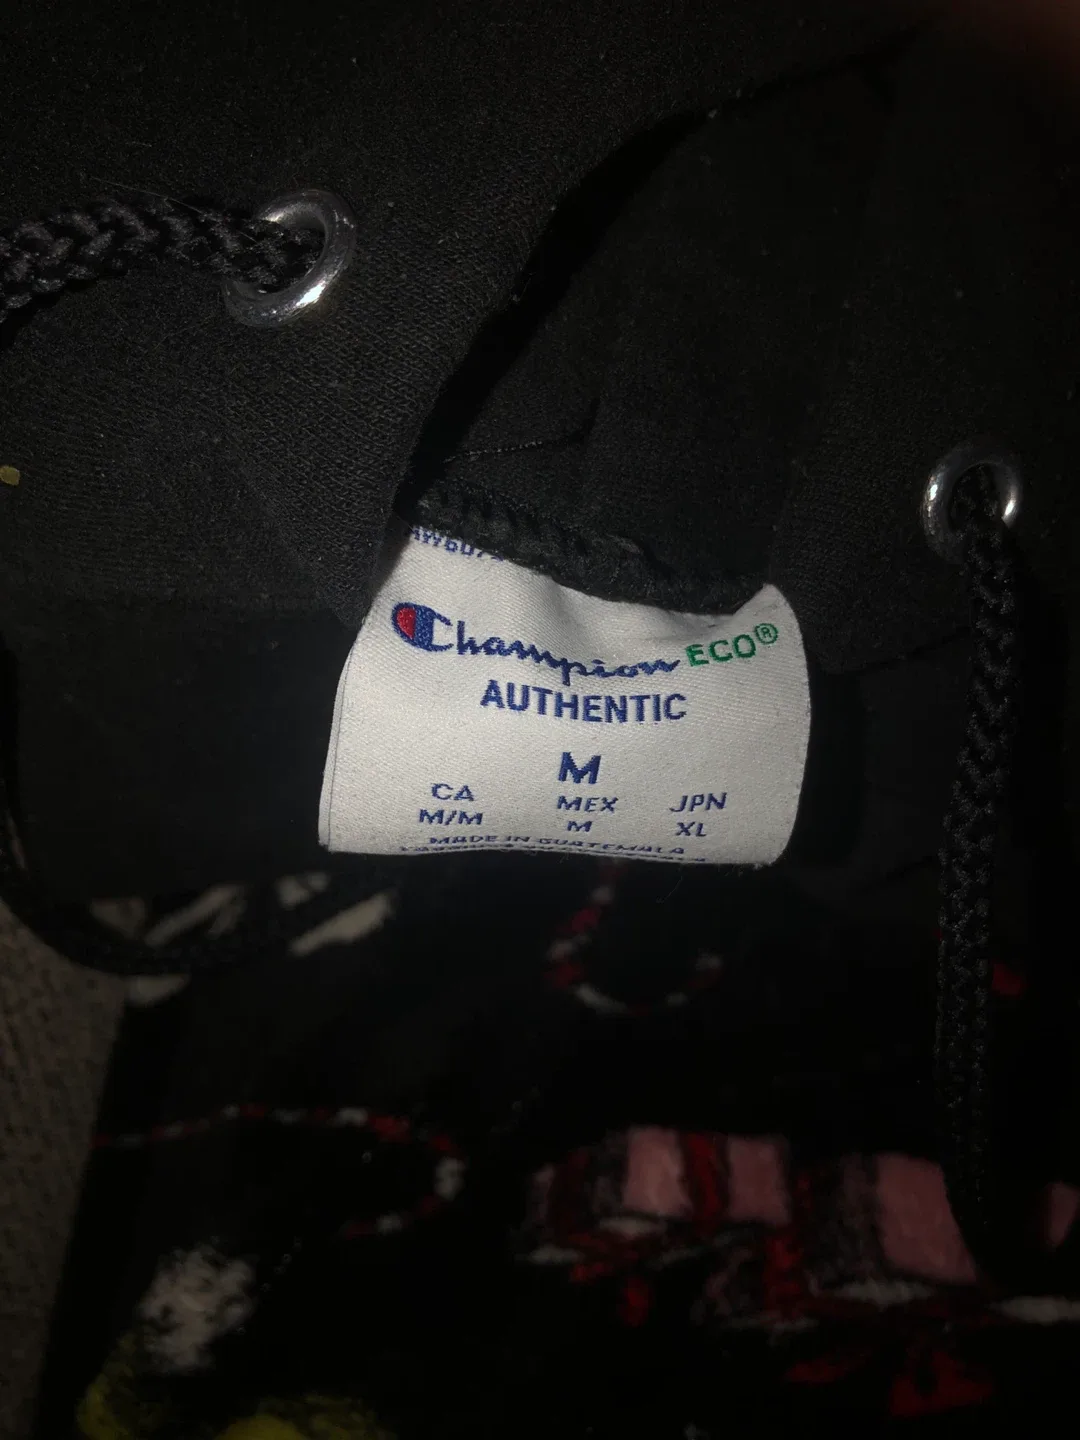 Champion ECO®
AUTHENTIC
M
CA MEX JPN
M/M M XL
MADE IN GUATEMALA